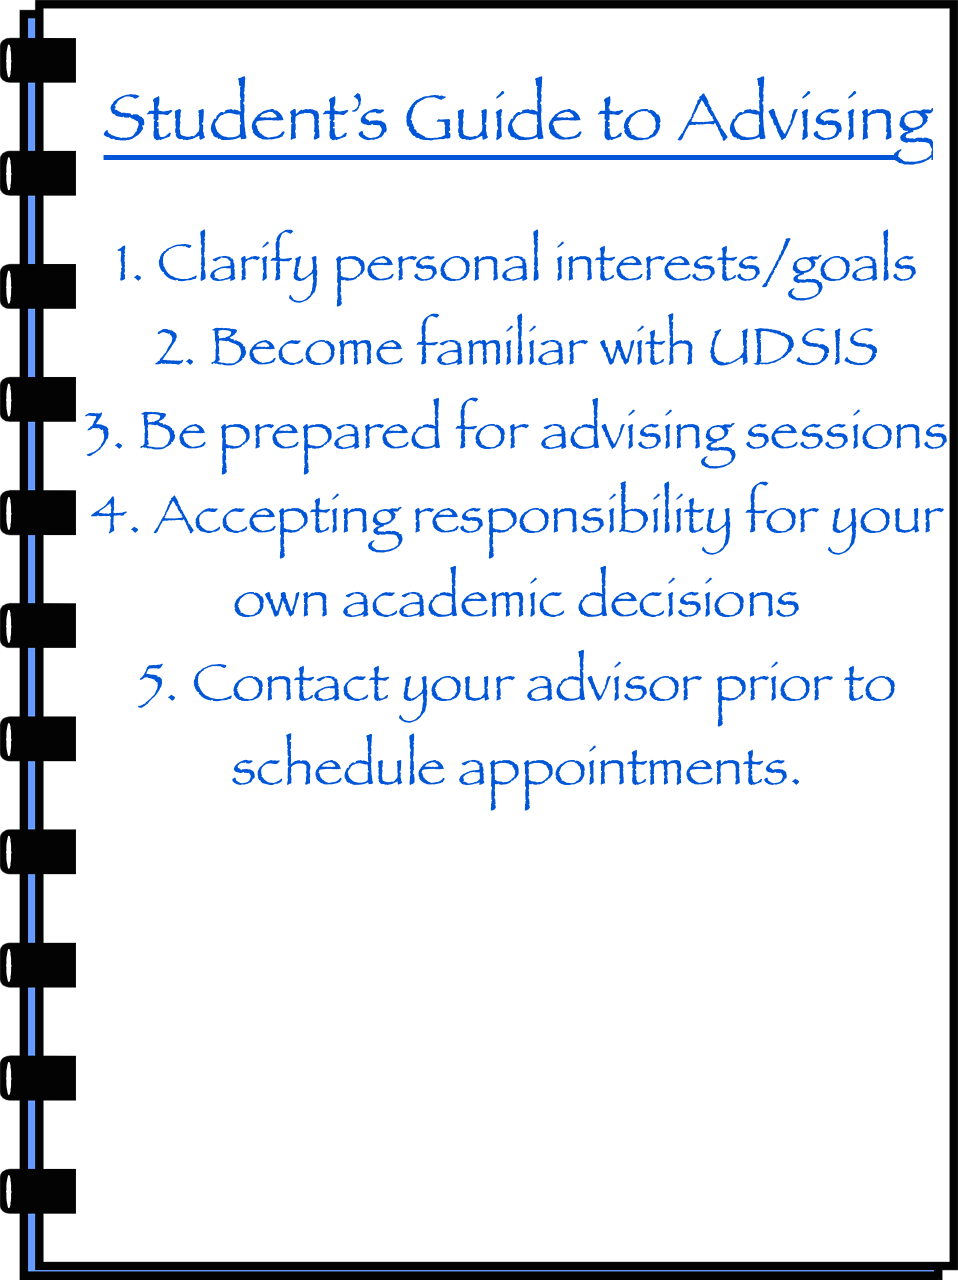 Student’s Guide to Advising
1. Clarify personal interests/goals
2. Become familiar with UDSIS
3. Be prepared for advising sessions
4. Accepting responsibility for your
own academic decisions
5. Contact your advisor prior to
schedule appointments.